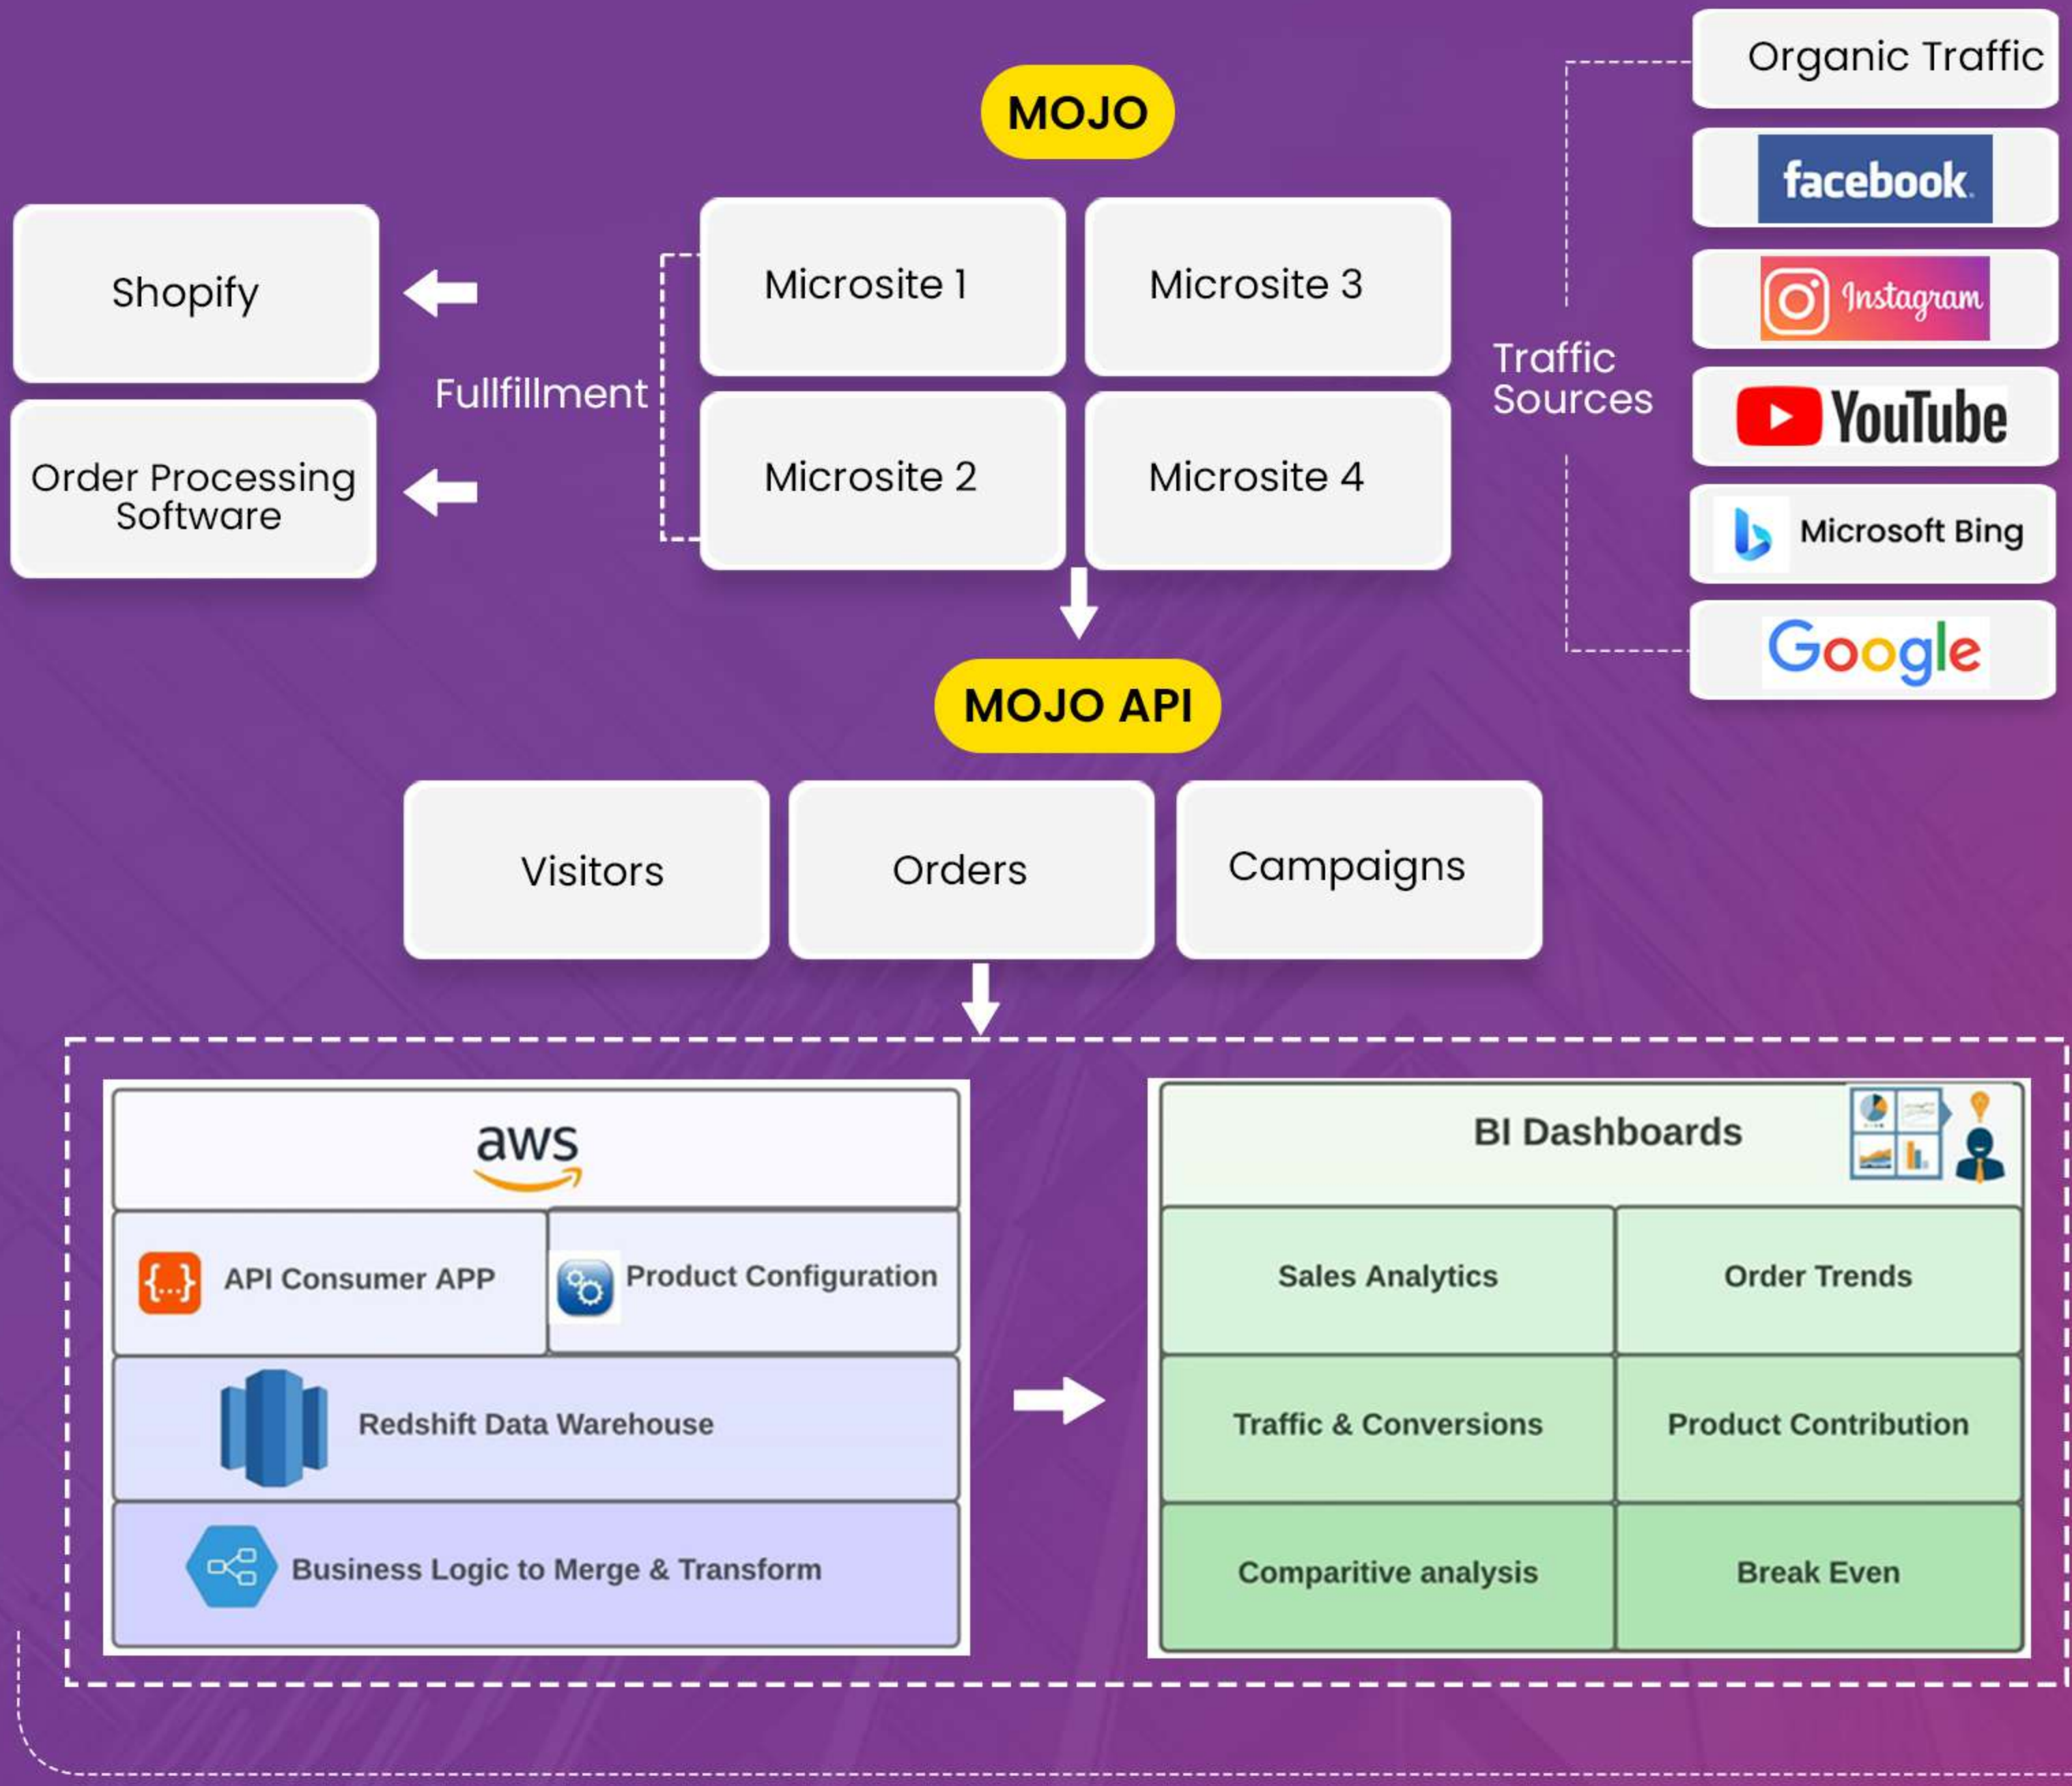 MOJO
Organic Traffic
facebook
Instagram
YouTube
Microsoft Bing
Google
Traffic
Sources
Microsite 1
Microsite 3
Microsite 2
Microsite 4
Fullfillment
Shopify
Order Processing
Software
MOJO API
Visitors
Orders
Campaigns
aws
{...} API Consumer APP
Product Configuration
Redshift Data Warehouse
Business Logic to Merge & Transform
BI Dashboards
Sales Analytics
Order Trends
Traffic & Conversions
Product Contribution
Comparitive analysis
Break Even